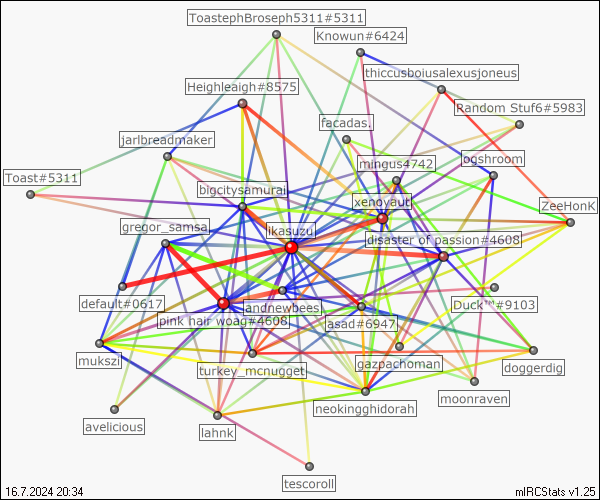 ToastephBroseph5311#5311
Knowun#6424
thiccusboiusalexusjoneus
Heighleaigh#8575
Random Stuf6#5983
facadas.
jarlbreadmaker
mingus4742
ogshroom
Toast#5311
bigcitysamurai
xenoyaut
ZeeHonK
gregor_samsa
likasuzu
disaster of passion#4608
default#0617
andnewbees
Duck™#9103
pink hair woag#4608
asad#6947
mukszi
turkey_mcnugget
gazpachoman
doggerdig
moonraven
neokingghidorah
avelicious
lahnk
tescoroll
16.7.2024 20:34
mIRCStats v1.25